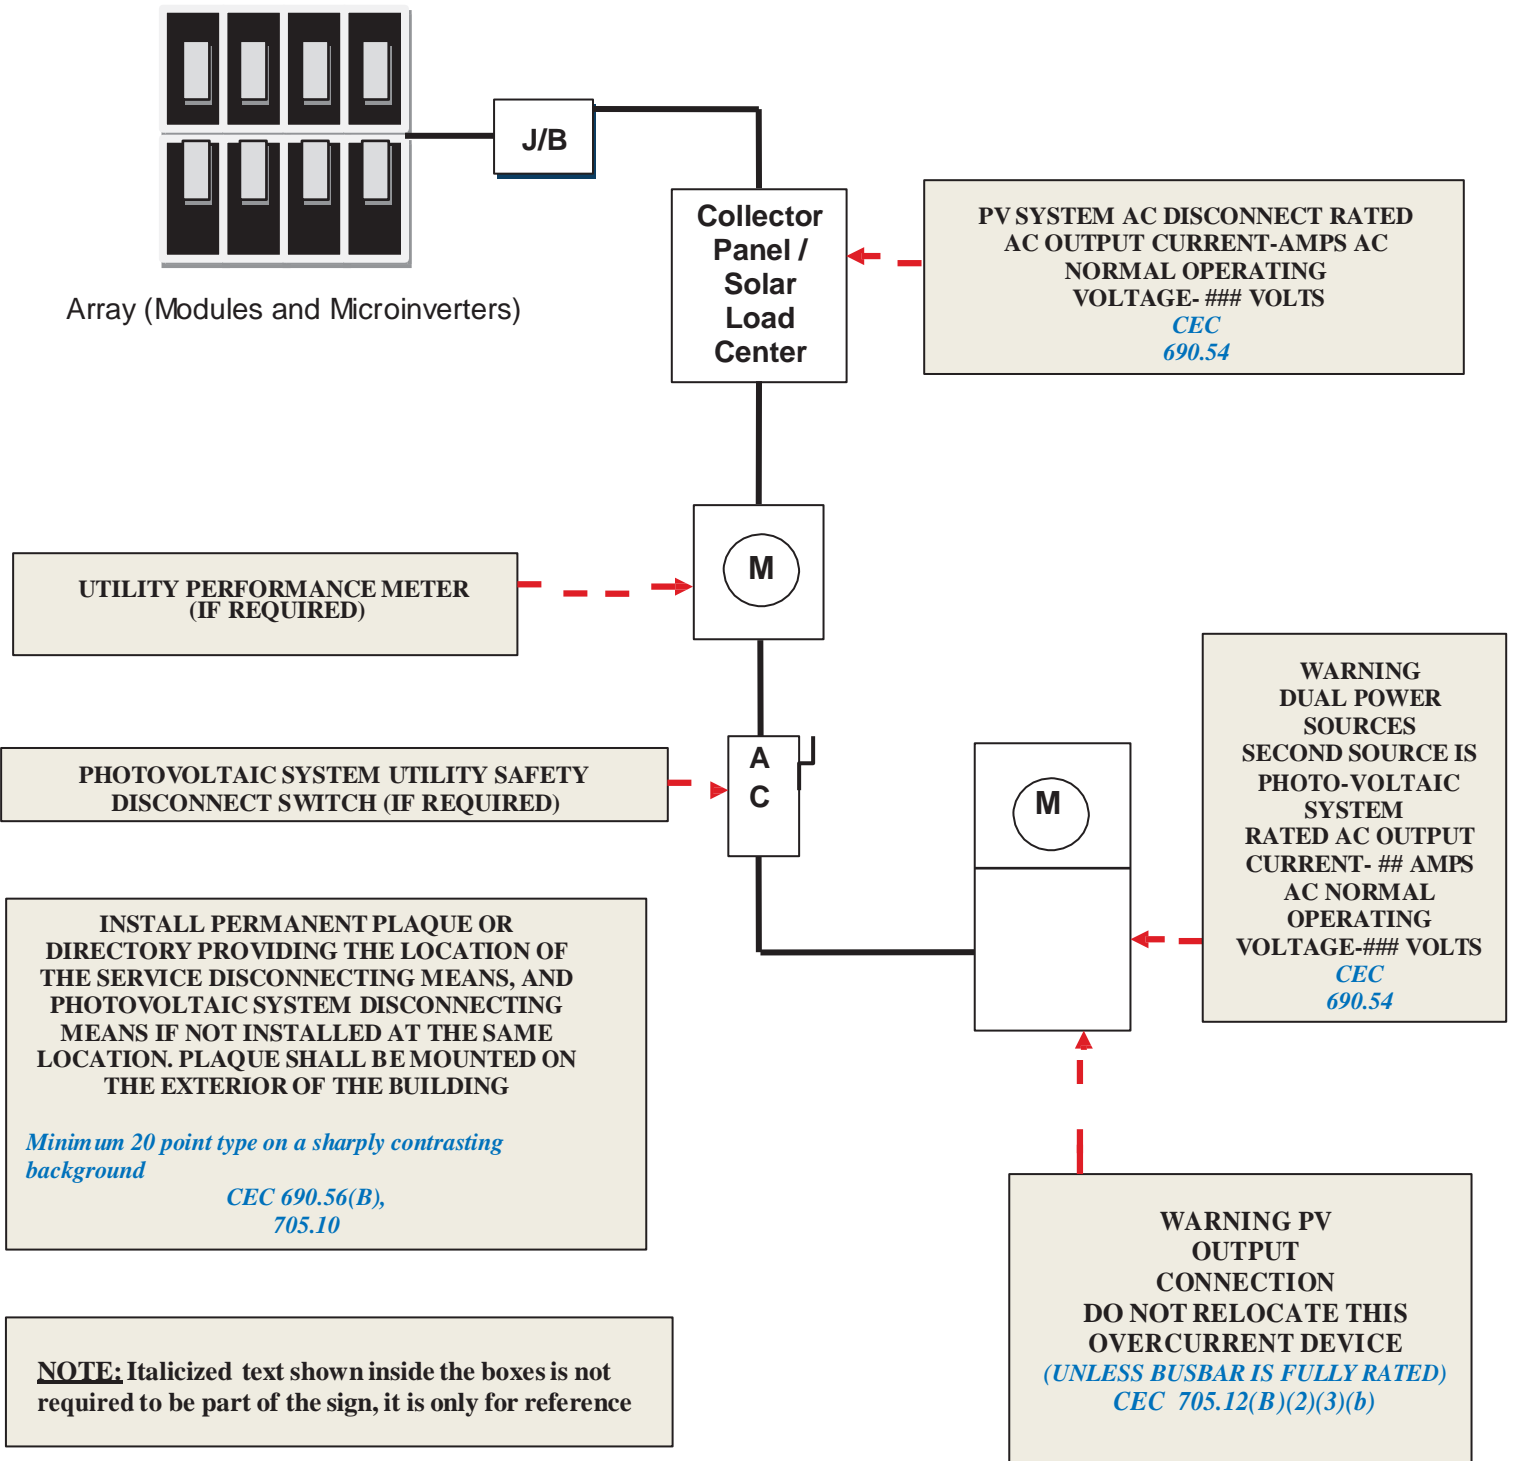 J/B
Array (Modules and Microinverters)
Collector
Panel /
Solar
Load
Center
PV SYSTEM AC DISCONNECT RATED
AC OUTPUT CURRENT-AMPS AC
NORMAL OPERATING
VOLTAGE- ### VOLTS
CEC
690.54
M
UTILITY PERFORMANCE METER
(IF REQUIRED)
PHOTOVOLTAIC SYSTEM UTILITY SAFETY
DISCONNECT SWITCH (IF REQUIRED)
A
C
M
WARNING
DUAL POWER
SOURCES
SECOND SOURCE IS
PHOTO-VOLTAIC
SYSTEM
RATED AC OUTPUT
CURRENT- ## AMPS
AC NORMAL
OPERATING
VOLTAGE-### VOLTS
CEC
690.54
INSTALL PERMANENT PLAQUE OR
DIRECTORY PROVIDING THE LOCATION OF
THE SERVICE DISCONNECTING MEANS, AND
PHOTOVOLTAIC SYSTEM DISCONNECTING
MEANS IF NOT INSTALLED AT THE SAME
LOCATION. PLAQUE SHALL BE MOUNTED ON
THE EXTERIOR OF THE BUILDING
Minimum 20 point type on a sharply contrasting
background
CEC 690.56(B),
705.10
WARNING PV
OUTPUT
CONNECTION
DO NOT RELOCATE THIS
OVERCURRENT DEVICE
(UNLESS BUSBAR IS FULLY RATED)
CEC 705.12(B)(2)(3)(b)
NOTE: Italicized text shown inside the boxes is not
required to be part of the sign, it is only for reference